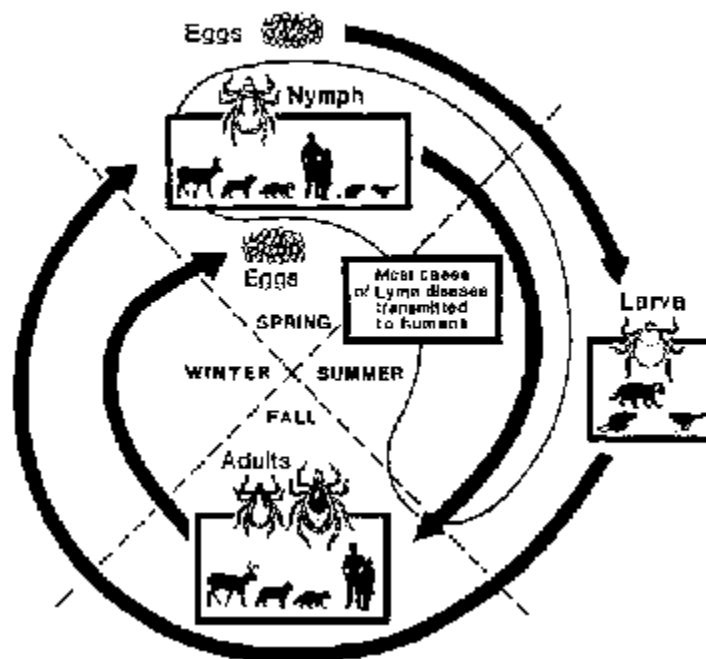 Eggs
Nymph
Eggs
Most cases
of Lyme disease
transmitted
to humans
Larva
SPRING
WINTER
SUMMER
FALL
Adults